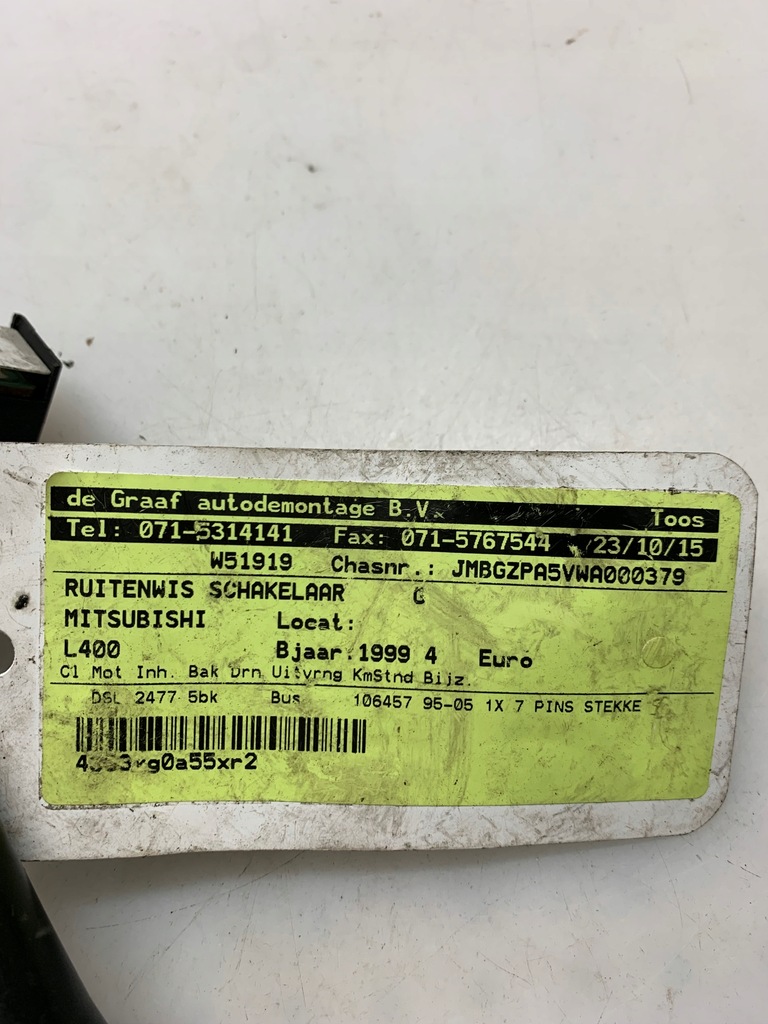 de Graaf autodemontage B.V. Toos
Tel: 071-5314141 Fax: 071-5767544 23/10/15
W51919 Chasnr.: JMBGZPA5VWA000379
RUITENWIS SCHAKELAAR C
MITSUBISHI Locat:
L400 Bjaar.1999 4 Euro
Cl Mot Inh. Bak Drn Uitvrng KmStnd Bijz.
DSL 2477 5bk Bus 106457 95-05 1X 7 PINS STEKKE